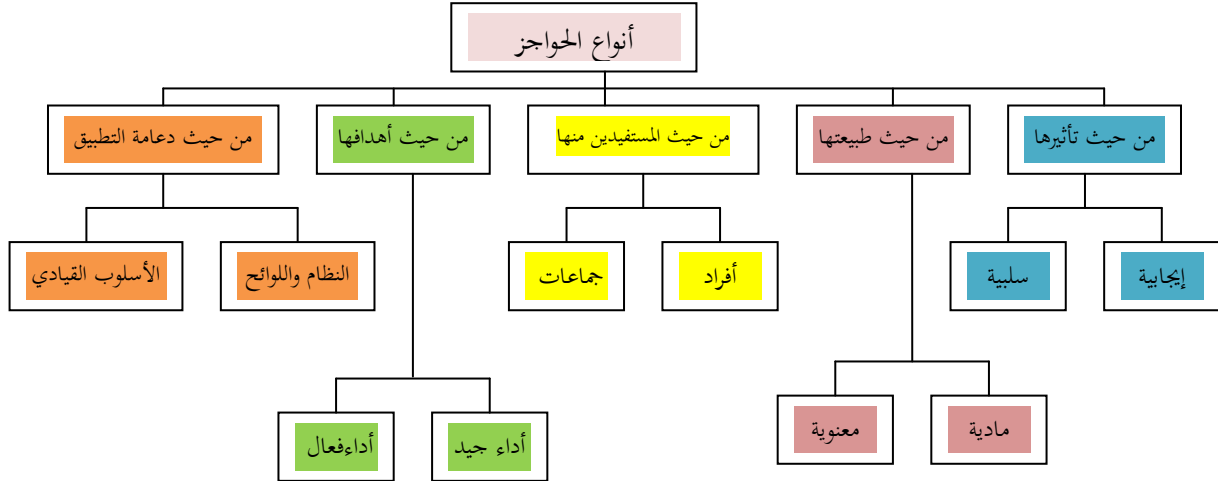 أنواع الحواجز
من حيث تأثيرها
من حيث طبيعتها
من حيث المستفيدين منها
من حيث أهدافها
من حيث دعامة التطبيق
إيجابية
سلبية
أفراد
جماعات
النظام واللوائح
الأسلوب القيادي
مادية
معنوية
أداء جيد
أداءفعال